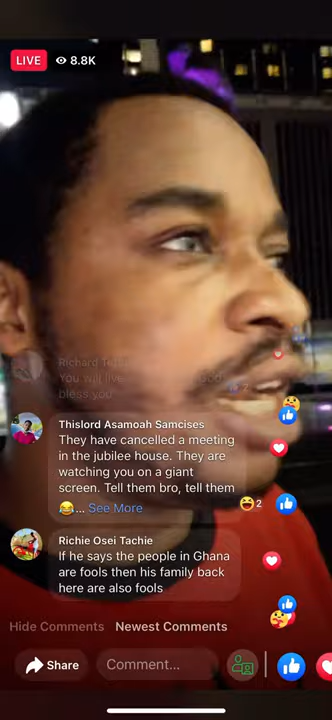 LIVE 8.8K
Richard
You will live
bless you
2
Thislord Asamoah Samcises
They have cancelled a meeting
in the jubilee house. They are
watching you on a giant
screen. Tell them bro, tell them
😂... See More
2
Richie Osei Tachie
If he says the people in Ghana
are fools then his family back
here are also fools
Hide Comments Newest Comments
Share Comment...